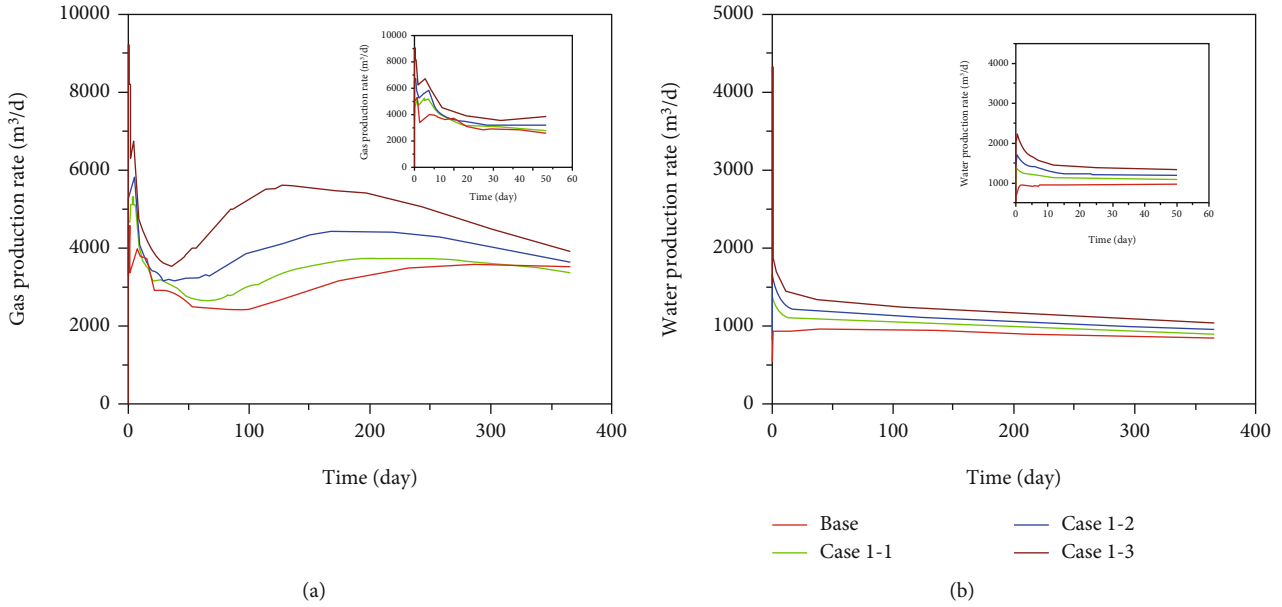 10000
8000
6000
4000
2000
0
Gas production rate (m³/d)
0 100 200 300 400
Time (day)
10000
8000
6000
4000
2000
0
Gas production rate (m³/d)
0 10 20 30 40 50 60
Time (day)
(a)
5000
4000
3000
2000
1000
0
Water production rate (m³/d)
0 100 200 300 400
Time (day)
4000
3000
2000
1000
Water production rate (m³/d)
0 10 20 30 40 50 60
Time (day)
Base Case 1-2
Case 1-1 Case 1-3
(b)